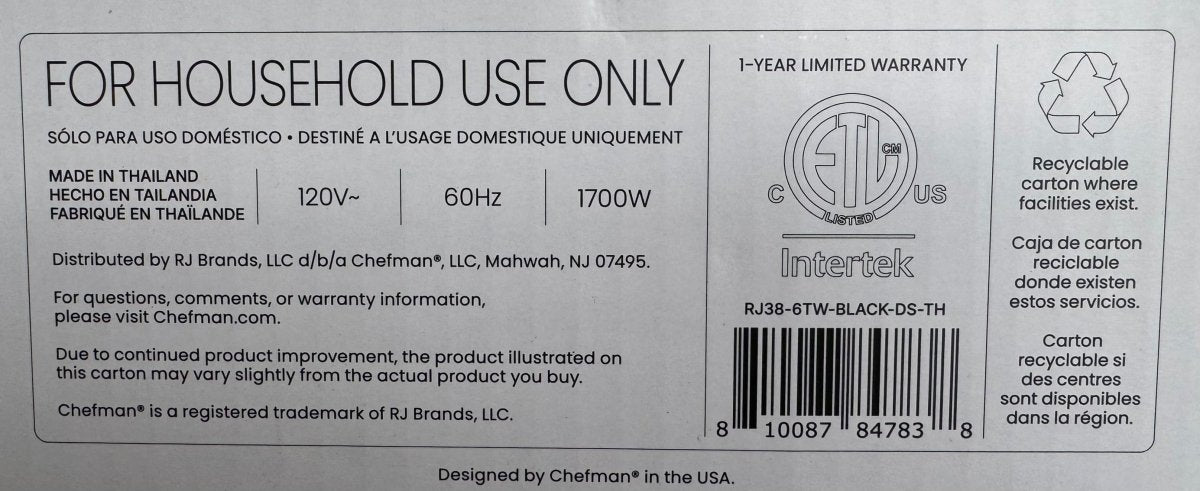 FOR HOUSEHOLD USE ONLY
SÓLO PARA USO DOMÉSTICO • DESTINÉ A L'USAGE DOMESTIQUE UNIQUEMENT
MADE IN THAILAND
HECHO EN TAILANDIA
FABRIQUÉ EN THAÏLANDE
120V~
60Hz
1700W
Distributed by RJ Brands, LLC d/b/a Chefman®, LLC, Mahwah, NJ 07495.
For questions, comments, or warranty information,
please visit Chefman.com.
Due to continued product improvement, the product illustrated on
this carton may vary slightly from the actual product you buy.
Chefman® is a registered trademark of RJ Brands, LLC.
1-YEAR LIMITED WARRANTY
ETL CM
C US
LISTED
Intertek
RJ38-6TW-BLACK-DS-TH
8 10087 84783 8
Recyclable
carton where
facilities exist.
Caja de carton
reciclable
donde existen
estos servicios.
Carton
recyclable si
des centres
sont disponibles
dans la région.
Designed by Chefman® in the USA.